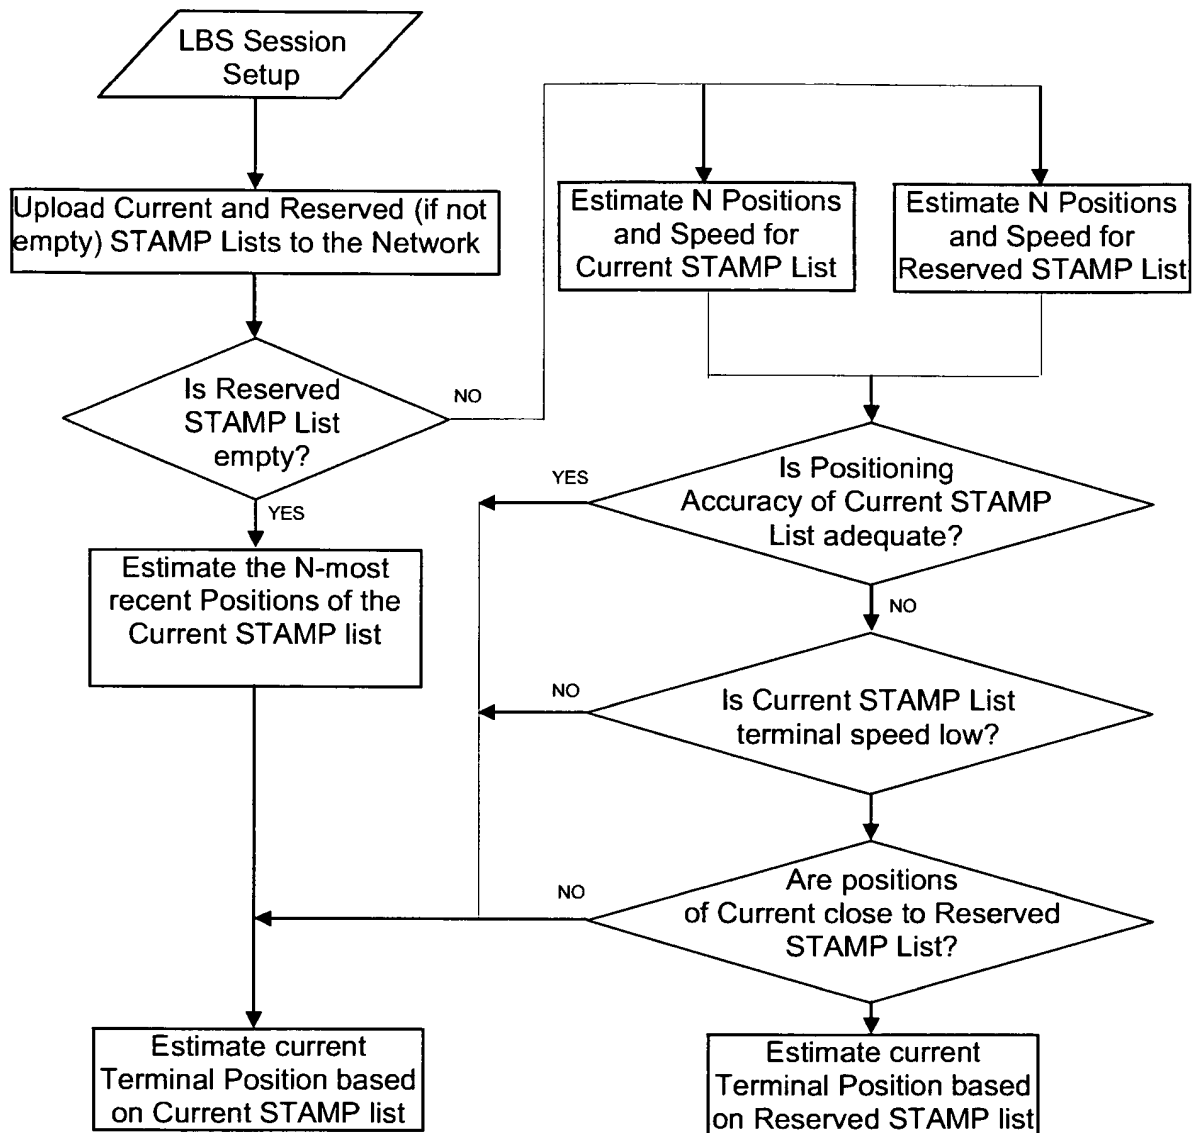 LBS Session
Setup
Upload Current and Reserved (if not
empty) STAMP Lists to the Network
Is Reserved
STAMP List
empty?
NO
YES
Estimate the N-most
recent Positions of the
Current STAMP list
Estimate current
Terminal Position based
on Current STAMP list
Estimate N Positions
and Speed for
Current STAMP List
Estimate N Positions
and Speed for
Reserved STAMP List
Is Positioning
Accuracy of Current STAMP
List adequate?
YES
NO
Is Current STAMP List
terminal speed low?
NO
Are positions
of Current close to Reserved
STAMP List?
NO
Estimate current
Terminal Position based
on Reserved STAMP list